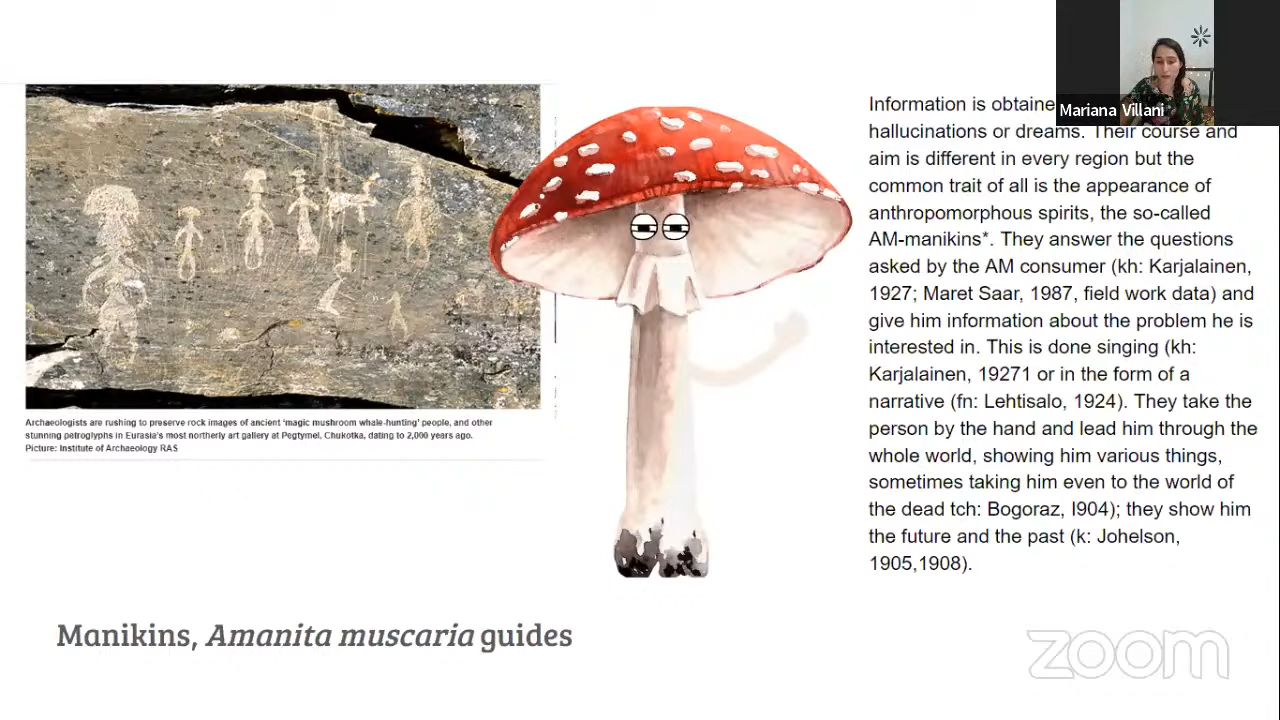 Mariana Villani
Information is obtaine
hallucinations or dreams. Their course and
aim is different in every region but the
common trait of all is the appearance of
anthropomorphous spirits, the so-called
AM-manikins*. They answer the questions
asked by the AM consumer (kh: Karjalainen,
1927; Maret Saar, 1987, field work data) and
give him information about the problem he is
interested in. This is done singing (kh:
Karjalainen, 19271 or in the form of a
narrative (fn: Lehtisalo, 1924). They take the
person by the hand and lead him through the
whole world, showing him various things,
sometimes taking him even to the world of
the dead tch: Bogoraz, l904); they show him
the future and the past (k: Johelson,
1905,1908).
Archaeologists are rushing to preserve rock images of ancient 'magic mushroom whale-hunting' people, and other
stunning petroglyphs in Eurasia's most northerly art gallery at Pegtymel, Chukotka, dating to 2,000 years ago.
Picture: Institute of Archaeology RAS
Manikins, Amanita muscaria guides
zoom